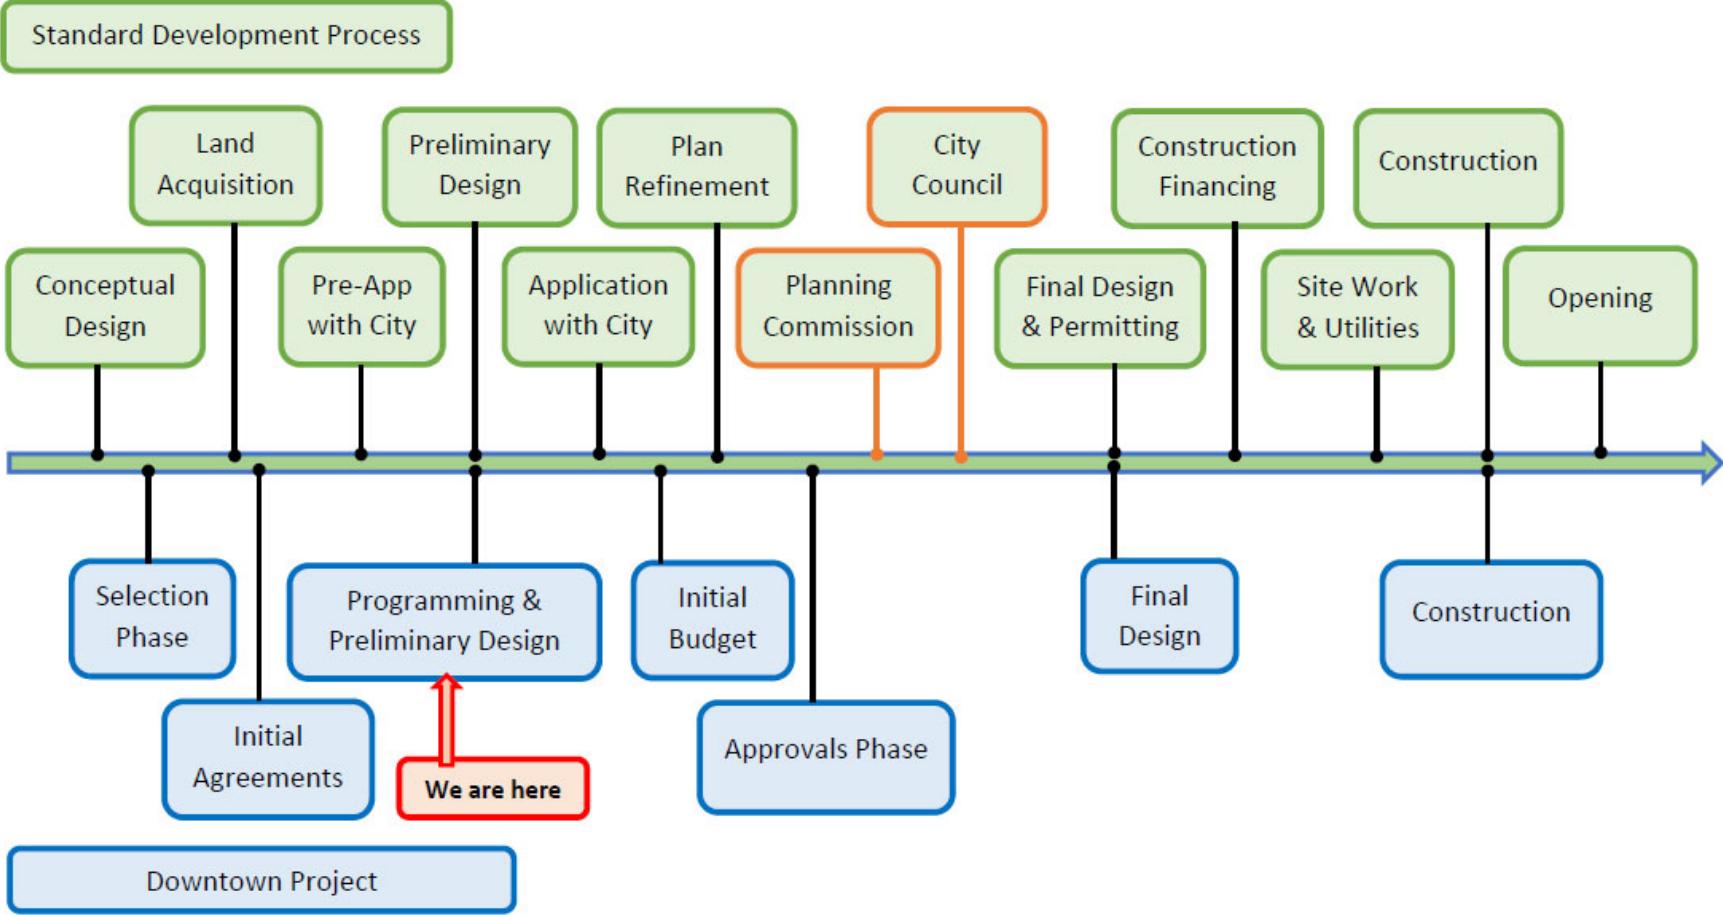 Standard Development Process
Land
Acquisition
Preliminary
Design
Plan
Refinement
City
Council
Construction
Financing
Construction
Conceptual
Design
Pre-App
with City
Application
with City
Planning
Commission
Final Design
& Permitting
Site Work
& Utilities
Opening
Selection
Phase
Programming &
Preliminary Design
Initial
Budget
Final
Design
Construction
Initial
Agreements
We are here
Approvals Phase
Downtown Project